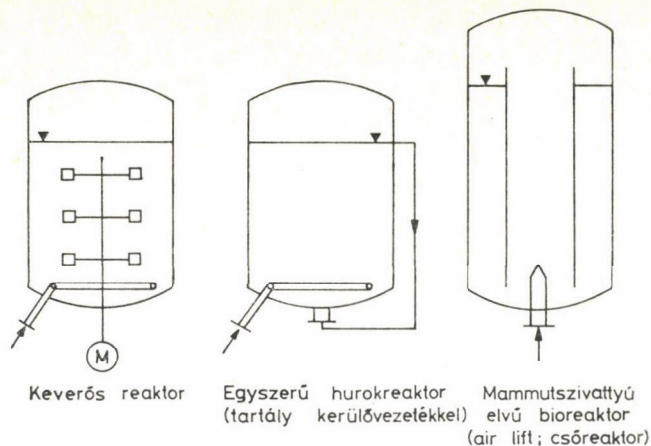 M
Keverős reaktor
Egyszerű hurokreaktor
(tartály kerülővezetékkel)
Mammutszivattyú
elvű bioreaktor
(air lift; csőreaktor)